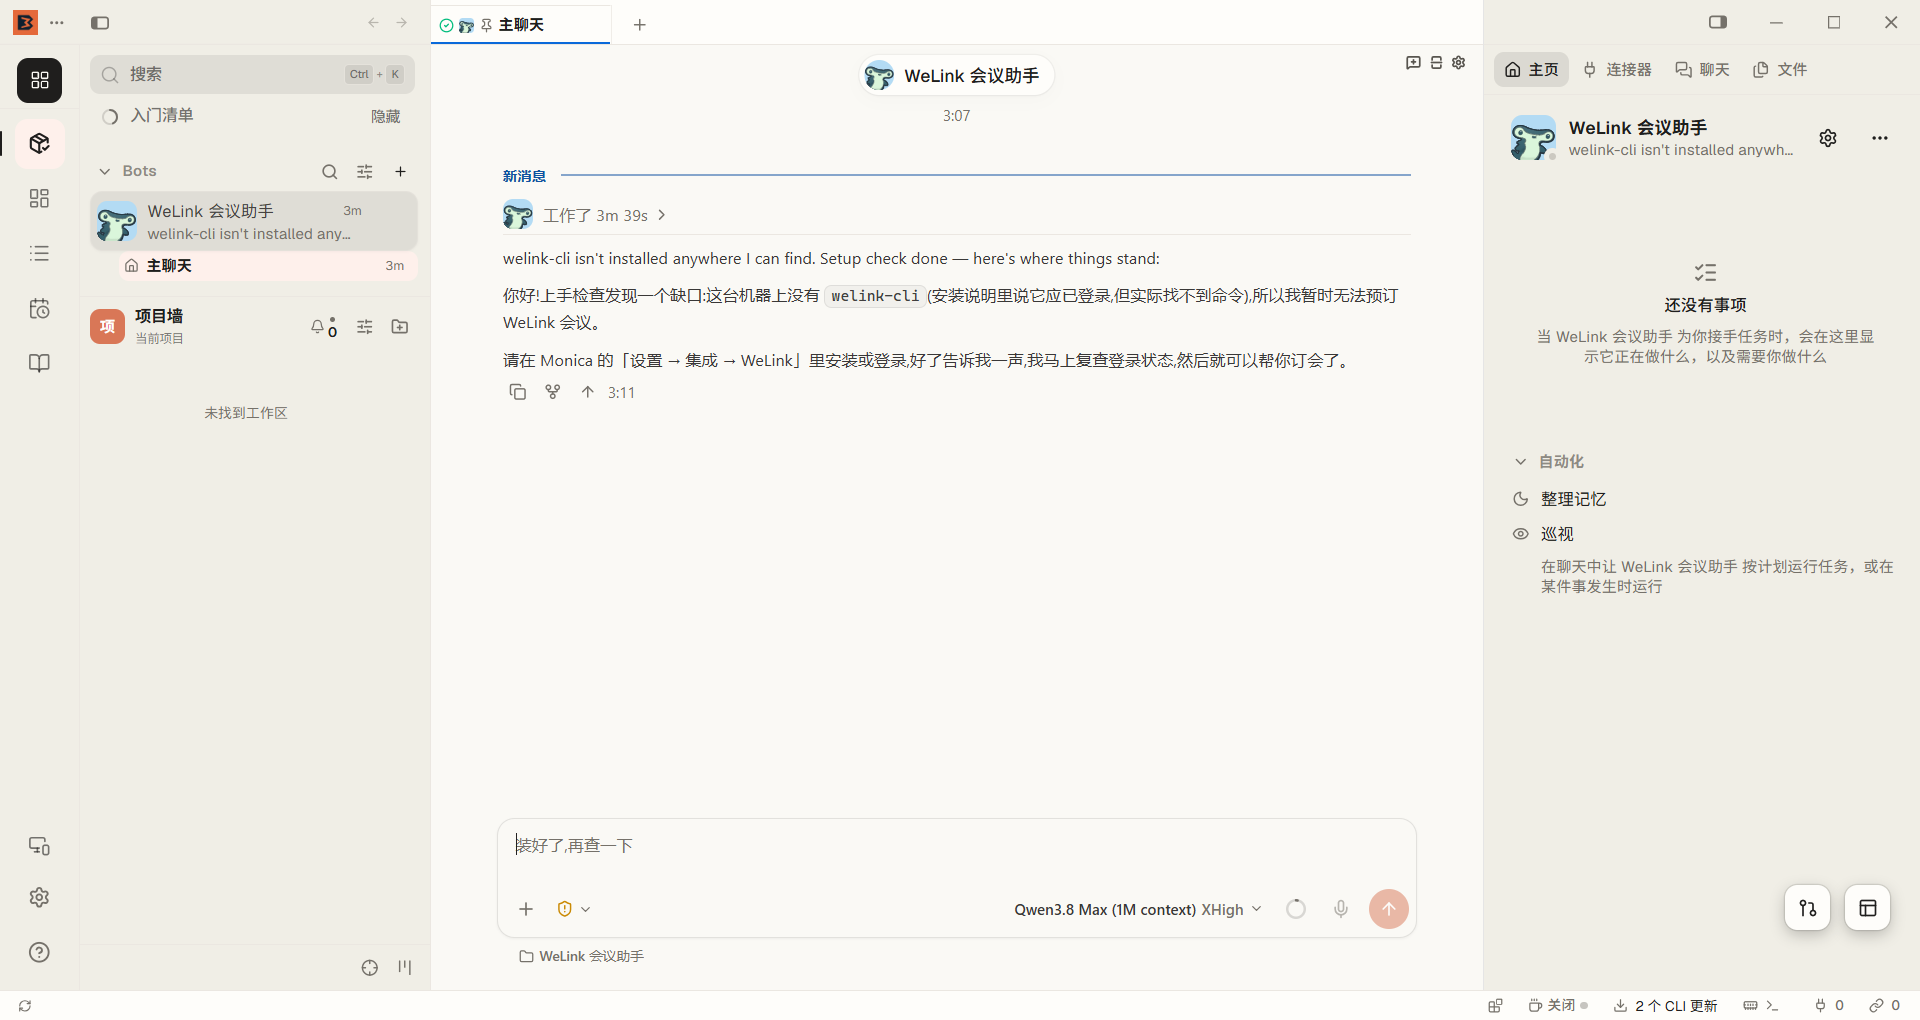 主聊天
搜索
Ctrl + K
入门清单
隐藏
Bots
WeLink 会议助手
3m
welink-cli isn't installed any...
主聊天
3m
项
项目墙
当前项目
0
未找到工作区
WeLink 会议助手
3:07
新消息
工作了 3m 39s
welink-cli isn't installed anywhere I can find. Setup check done — here's where things stand:
你好!上手检查发现一个缺口:这台机器上没有 welink-cli (安装说明里说它应已登录,但实际找不到命令),所以我暂时无法预订
WeLink 会议。
请在 Monica 的「设置 → 集成 → WeLink」里安装或登录,好了告诉我一声,我马上复查登录状态,然后就可以帮你订会了。
3:11
装好了,再查一下
Qwen3.8 Max (1M context) XHigh
WeLink 会议助手
主页
连接器
聊天
文件
WeLink 会议助手
welink-cli isn't installed anywh...
还没有事项
当 WeLink 会议助手 为你接手任务时，会在这里显
示它正在做什么，以及需要你做什么
自动化
整理记忆
巡视
在聊天中让 WeLink 会议助手 按计划运行任务，或在
某件事发生时运行
关闭
2 个 CLI 更新
0
0